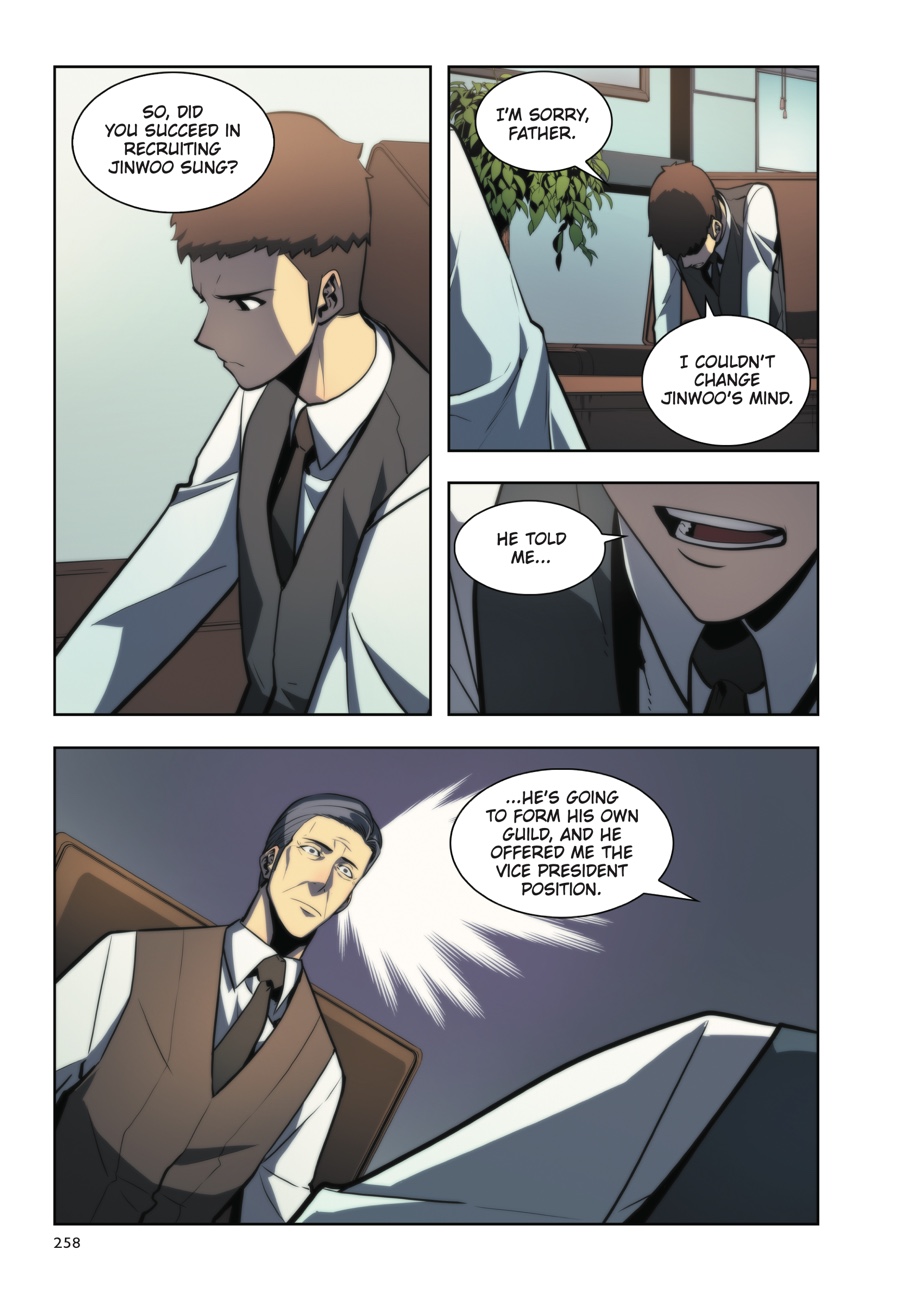 SO, DID
YOU SUCCEED IN
RECRUITING
JINWOO SUNG?
I'M SORRY,
FATHER.
I COULDN'T
CHANGE
JINWOO'S MIND.
HE TOLD
ME...
...HE'S GOING
TO FORM HIS OWN
GUILD, AND HE
OFFERED ME THE
VICE PRESIDENT
POSITION.
258